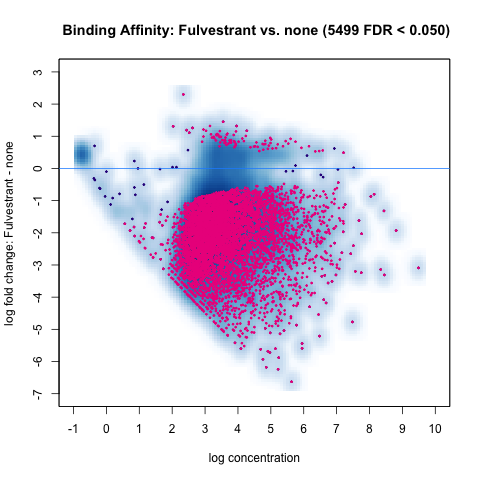 Binding Affinity: Fulvestrant vs. none (5499 FDR < 0.050)
log fold change: Fulvestrant - none
3
2
1
0
-1
-2
-3
-4
-5
-6
-7
-1 0 1 2 3 4 5 6 7 8 9 10
log concentration